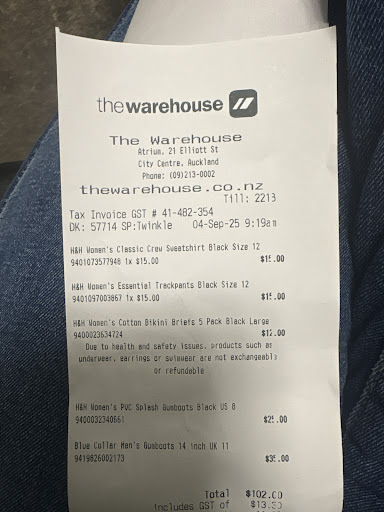 the warehouse
The Warehouse
Atrium, 21 Elliott St
City Centre, Auckland
Phone: (09)213-0002
thewarehouse.co.nz
Till: 2213
Tax Invoice GST # 41-482-354
DK: 57714 SP:Twinkle 04-Sep-25 9:19am
H&H Women's Classic Crew Sweatshirt Black Size 12
9401073577948 1x $15.00 $15.00
H&H Women's Essential Trackpants Black Size 12
9401097003867 1x $15.00 $15.00
H&H Women's Cotton Bikini Briefs 5 Pack Black Large
9400023634724 $12.00
Due to health and safety issues, products such as
underwear, earrings or swimwear are not exchangeable
or refundable
H&H Women's PVC Splash Gumboots Black US 8
9400032340661 $25.00
Blue Collar Men's Gumboots 14 inch UK 11
9419826002173 $35.00
Total $102.00
Includes GST of $13.30